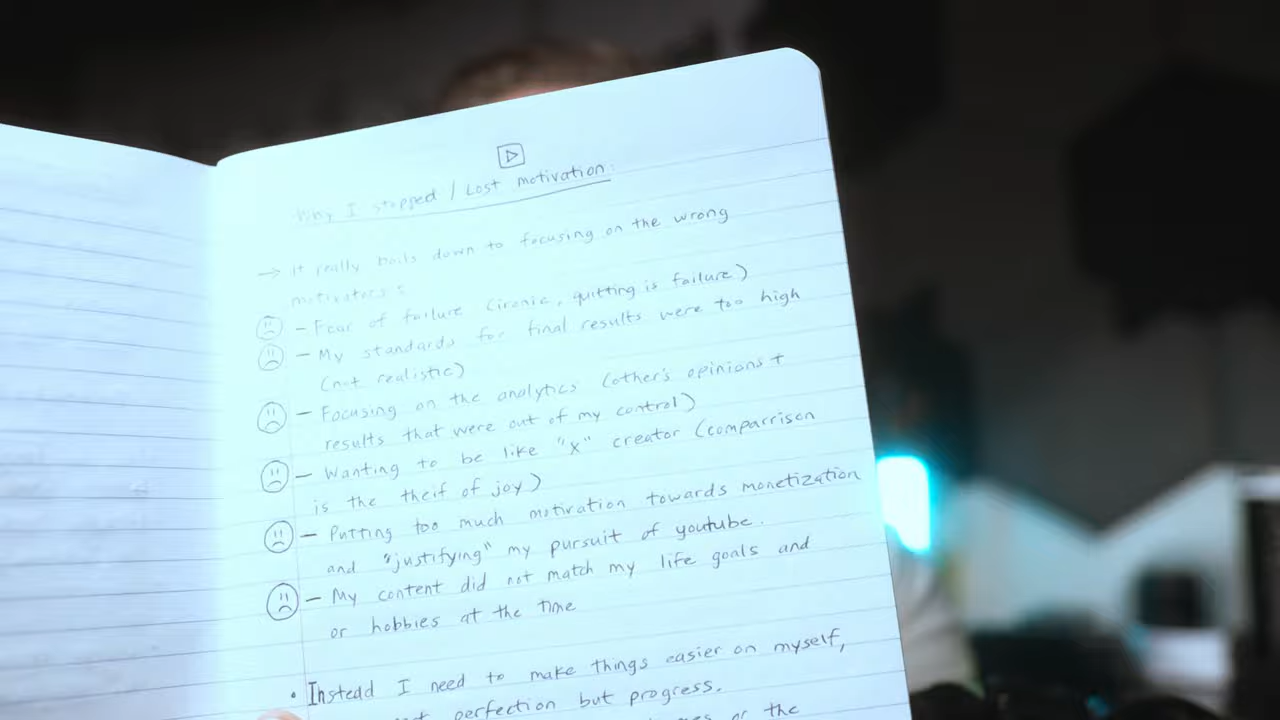 Why I stopped / Lost motivation:
→ It really boils down to focusing on the wrong
motivators:
- Fear of failure (ironic, quitting is failure)
- My standards for final results were too high
(not realistic)
- Focusing on the analytics (other's opinions +
results that were out of my control)
- Wanting to be like "x" creator (comparrison
is the theif of joy)
- Putting too much motivation towards monetization
and "justifying" my pursuit of youtube.
- My content did not match my life goals and
or hobbies at the time
• Instead I need to make things easier on myself,
perfection but progress.
or the